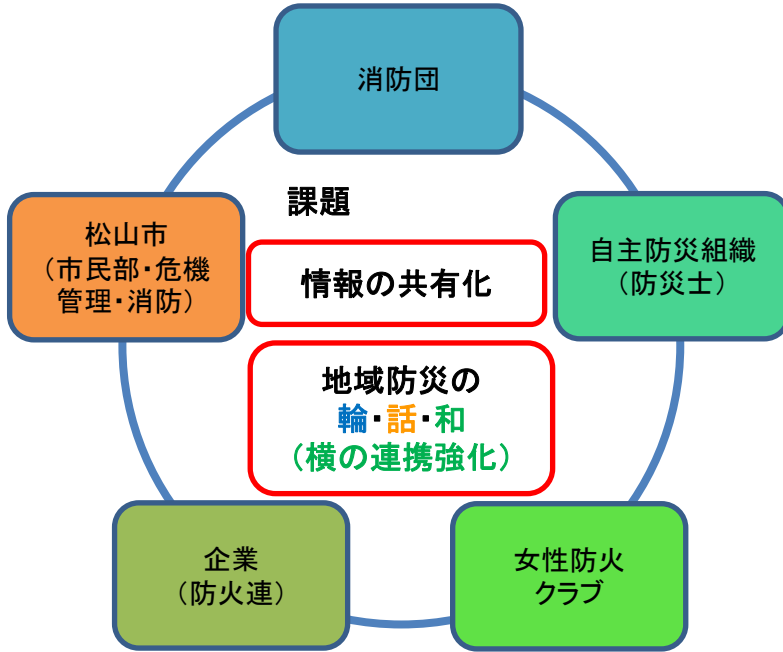 消防団
課題
松山市
（市民部・危機
管理・消防）
情報の共有化
自主防災組織
（防災士）
地域防災の
輪・話・和
（横の連携強化）
企業
（防火連）
女性防火
クラブ